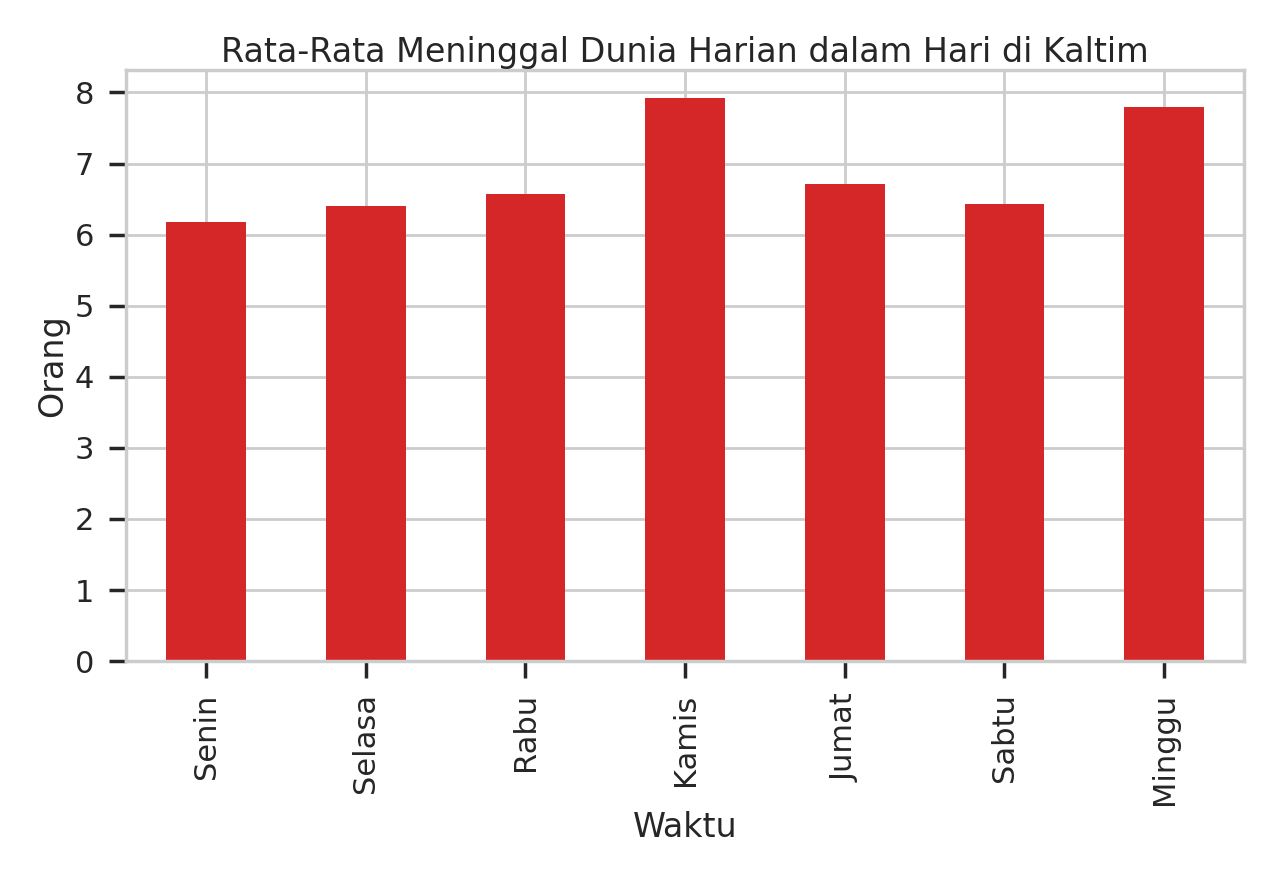 Rata-Rata Meninggal Dunia Harian dalam Hari di Kaltim
8
7
6
5
4
3
2
1
0
Orang
Senin
Selasa
Rabu
Kamis
Jumat
Sabtu
Minggu
Waktu